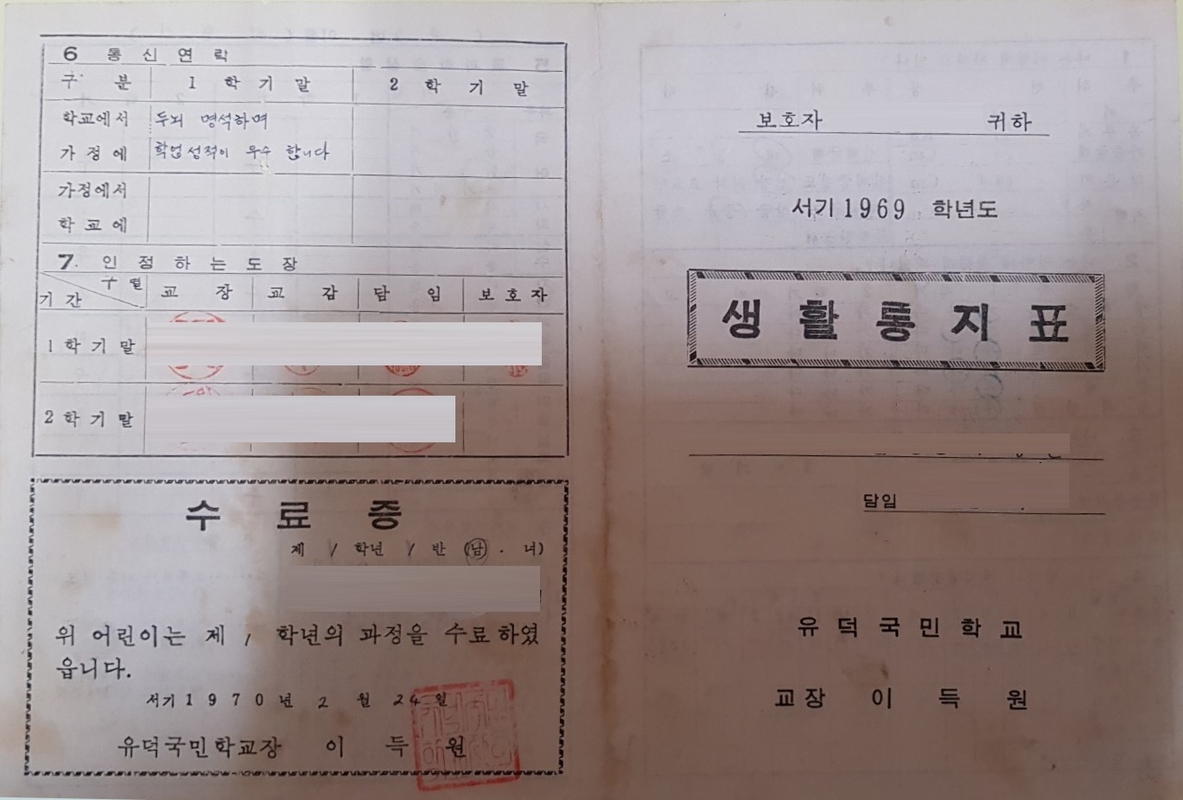 6 통신연락
구분 1학기말 2학기말
학교에서 두뇌 명석하며
가정에 학업성적이 우수 합니다
가정에서
학교에
7. 인정하는도장
구별
기간 교장 교감 담임 보호자
1학기말
2학기말
수료증
제 1 학년 1 반 (남 . 녀)
위 어린이는 제 1 학년의 과정을 수료하였
읍니다.
서기 1970년 2월 24일
유덕국민학교장 이득원
보호자 귀하
서기 1969 학년도
생활통지표
담임
유덕국민학교
교장 이득원